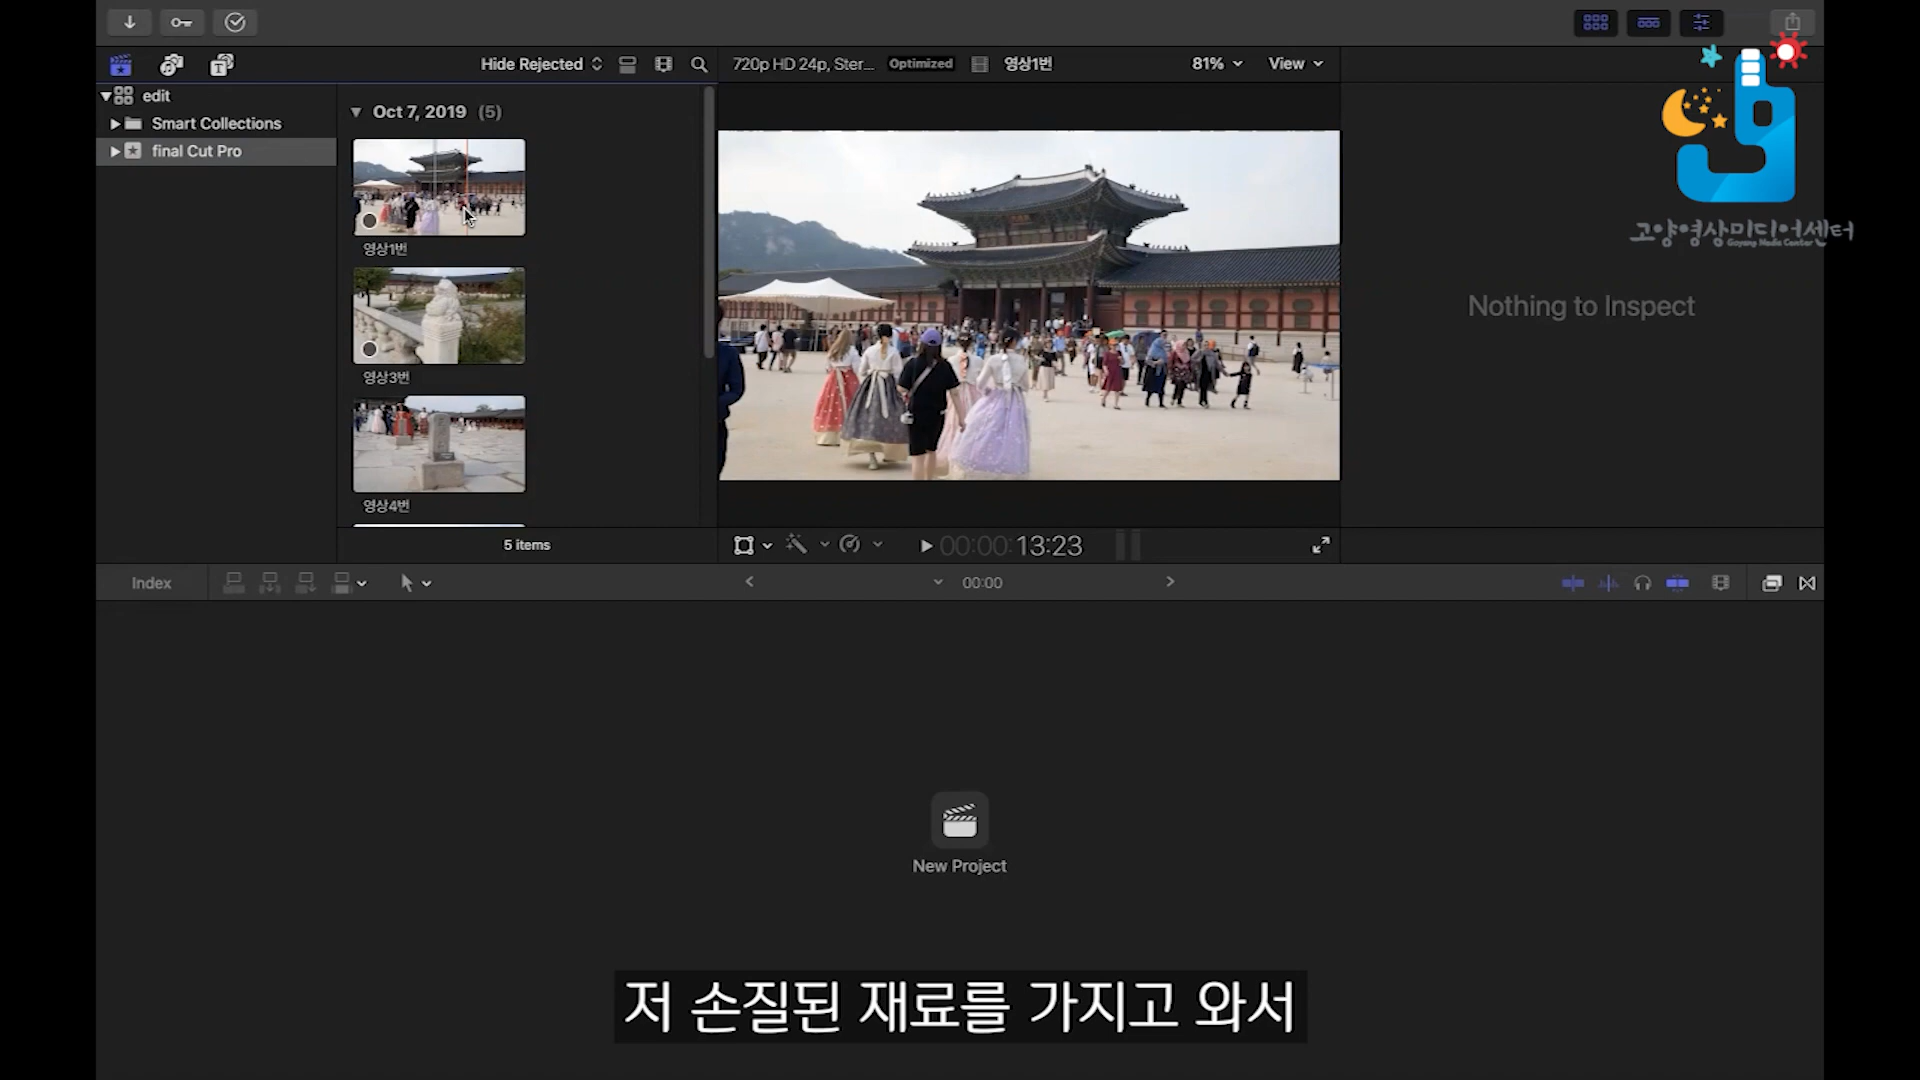 Hide Rejected
720p HD 24p, Ster...
Optimized
영상1번
81%
View
edit
Smart Collections
final Cut Pro
Oct 7, 2019 (5)
영상1번
영상3번
영상4번
5 items
고양영상미디어센터
Goyang Media Center
Nothing to Inspect
00:00:13:23
Index
00:00
New Project
저 손질된 재료를 가지고 와서